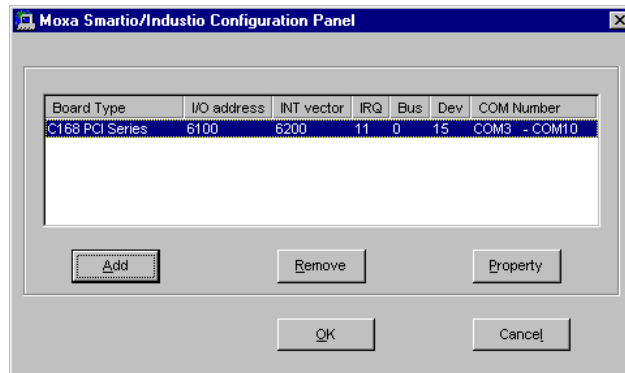 Moxa Smartio/Industio Configuration Panel
Board Type I/O address INT vector IRQ Bus Dev COM Number
C168 PCI Series 6100 6200 11 0 15 COM3 - COM10
Add Remove Property
OK Cancel